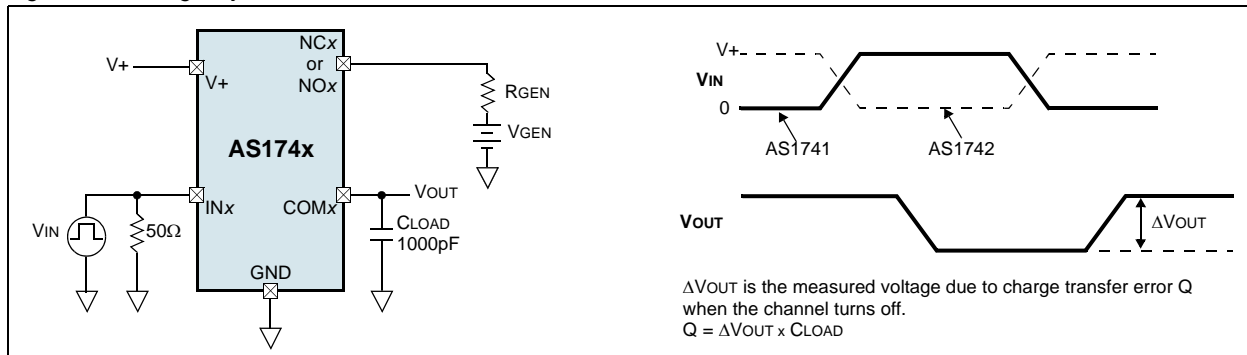 V+
V+
NCx
or
NOx
RGEN
VGEN
AS174x
INx
COMx
VOUT
VIN
50Ω
CLOAD
1000pF
GND
V+
VIN
0
AS1741
AS1742
VOUT
ΔVOUT
ΔVOUT is the measured voltage due to charge transfer error Q
when the channel turns off.
Q = ΔVOUT x CLOAD